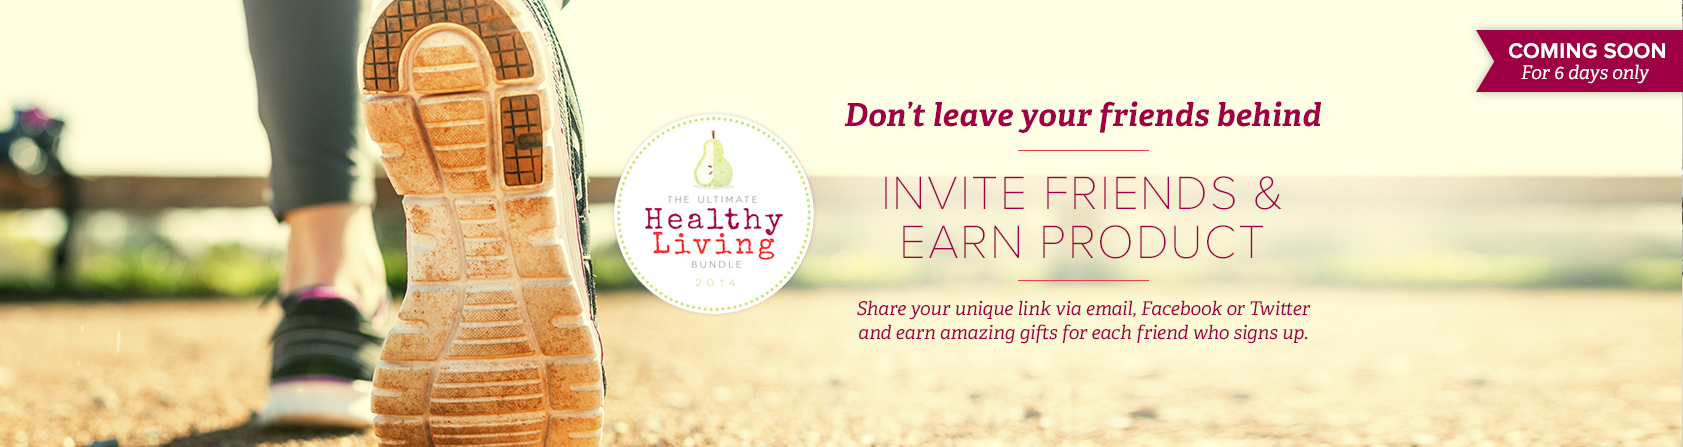 COMING SOON
For 6 days only
Don't leave your friends behind
THE ULTIMATE
Healthy
Living
BUNDLE
2014
INVITE FRIENDS &
EARN PRODUCT
Share your unique link via email, Facebook or Twitter
and earn amazing gifts for each friend who signs up.